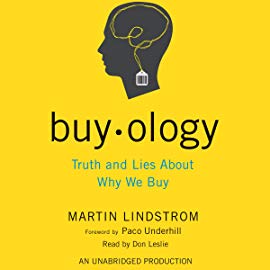 buy•ology
Truth and Lies About
Why We Buy
MARTIN LINDSTROM
Foreword by Paco Underhill
Read by Don Leslie
AN UNABRIDGED PRODUCTION